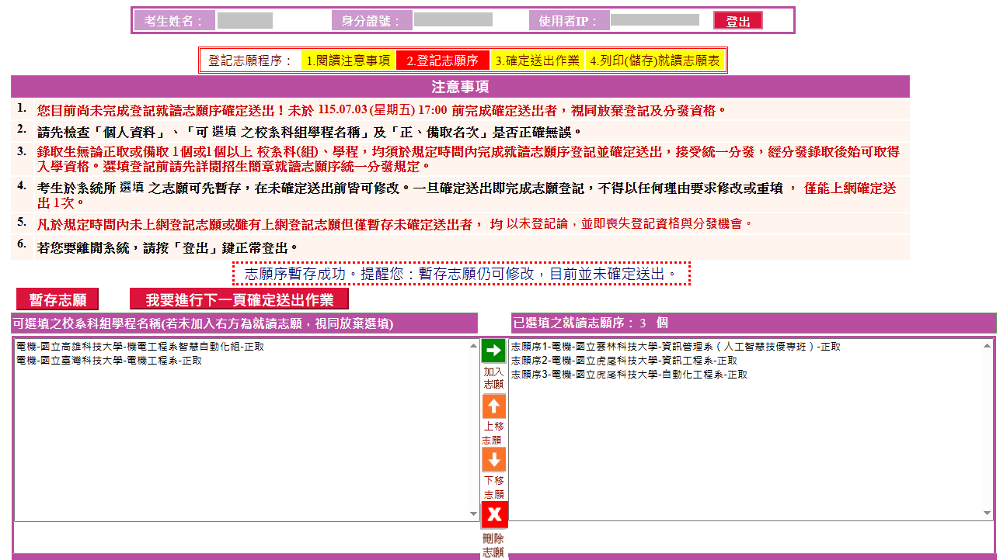 考生姓名： 身分證號： 使用者IP： 登出
登記志願程序： 1.閱讀注意事項 2.登記志願序 3.確定送出作業 4.列印(儲存)就讀志願表
注意事項
1. 您目前尚未完成登記就讀志願序確定送出！未於 115.07.03 (星期五) 17:00 前完成確定送出者，視同放棄登記及分發資格。
2. 請先檢查「個人資料」、「可 選填 之校系科組學程名稱」及「正、備取名次」是否正確無誤。
3. 錄取生無論正取或備取 1個或1個以上 校系科(組)、學程，均須於規定時間內完成就讀志願序登記並確定送出，接受統一分發，經分發錄取後始可取得
入學資格。選填登記前請先詳閱招生簡章就讀志願序統一分發規定。
4. 考生於系統所 選填 之志願可先暫存，在未確定送出前皆可修改。一旦確定送出即完成志願登記，不得以任何理由要求修改或重填 ， 僅能上網確定送
出 1次。
5. 凡於規定時間內未上網登記志願或雖有上網登記志願但僅暫存未確定送出者， 均 以未登記論，並即喪失登記資格與分發機會。
6. 若您要離開系統，請按「登出」鍵正常登出。
志願序暫存成功。提醒您：暫存志願仍可修改，目前並未確定送出。
暫存志願 我要進行下一頁確定送出作業
可選填之校系科組學程名稱(若未加入右方為就讀志願，視同放棄選填)
電機-國立高雄科技大學-機電工程系智慧自動化組-正取
電機-國立臺灣科技大學-電機工程系-正取
加入
志願
上移
志願
下移
志願
刪除
志願
已選填之就讀志願序： 3 個
志願序1-電機-國立雲林科技大學-資訊管理系（人工智慧技優專班）-正取
志願序2-電機-國立虎尾科技大學-資訊工程系-正取
志願序3-電機-國立虎尾科技大學-自動化工程系-正取